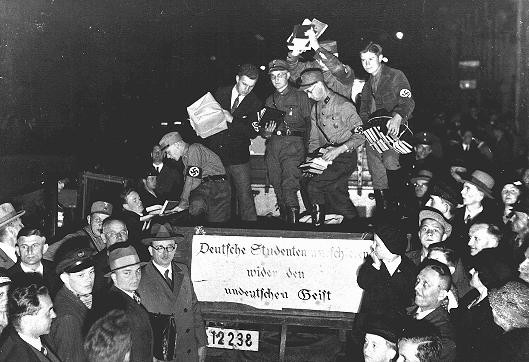 Deutsche Studenten
wider den
undeutschen Geist
12238